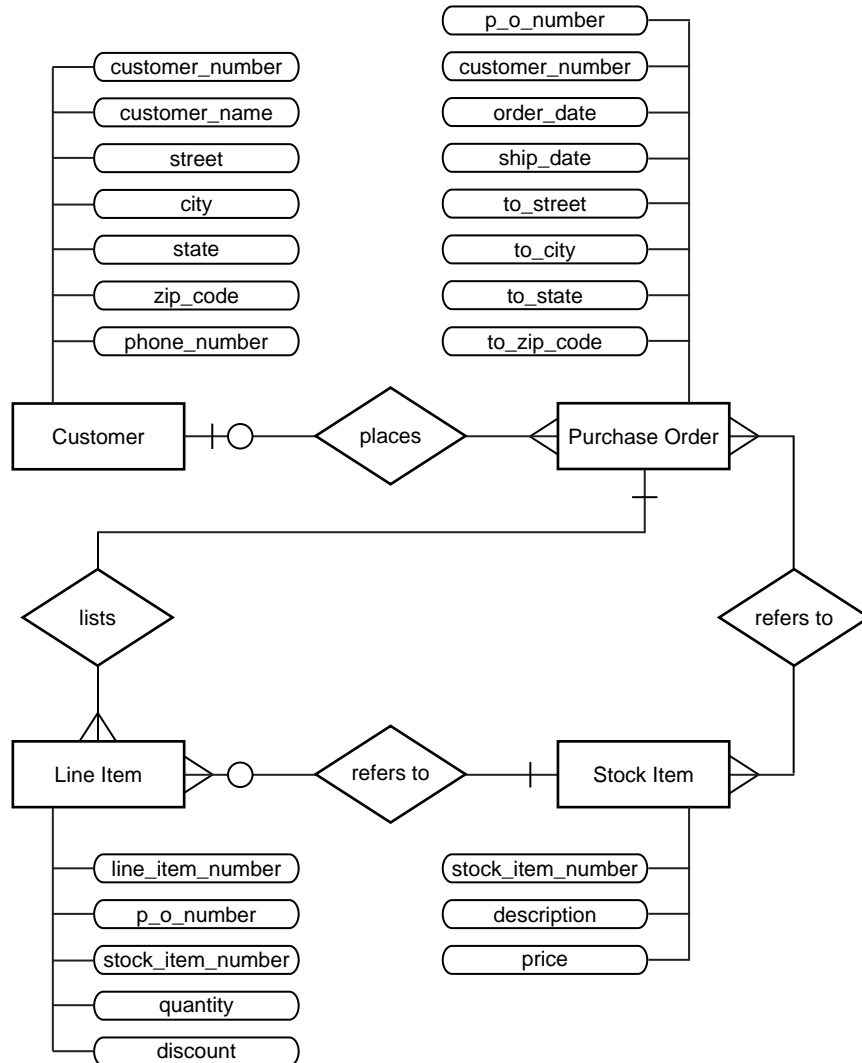 p_o_number
customer_number
customer_number
customer_name
order_date
street
ship_date
city
to_street
state
to_city
zip_code
to_state
phone_number
to_zip_code
Customer
places
Purchase Order
lists
refers to
Line Item
refers to
Stock Item
line_item_number
stock_item_number
p_o_number
description
stock_item_number
price
quantity
discount